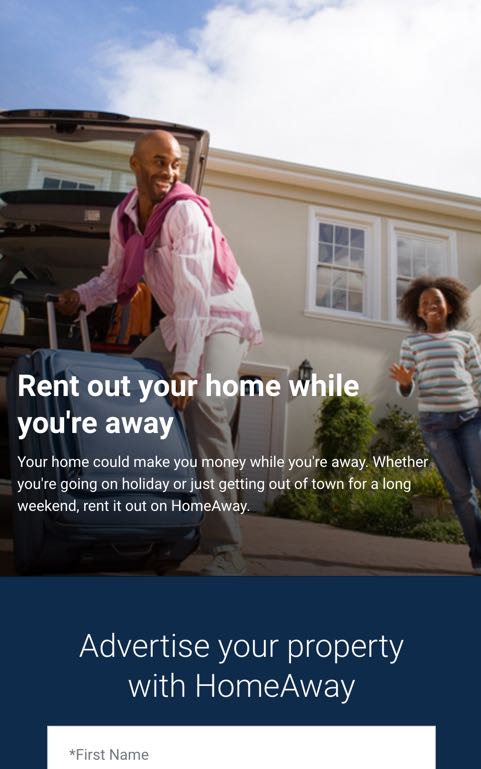 Rent out your home while
you're away
Your home could make you money while you're away. Whether
you're going on holiday or just getting out of town for a long
weekend, rent it out on HomeAway.
Advertise your property
with HomeAway
*First Name